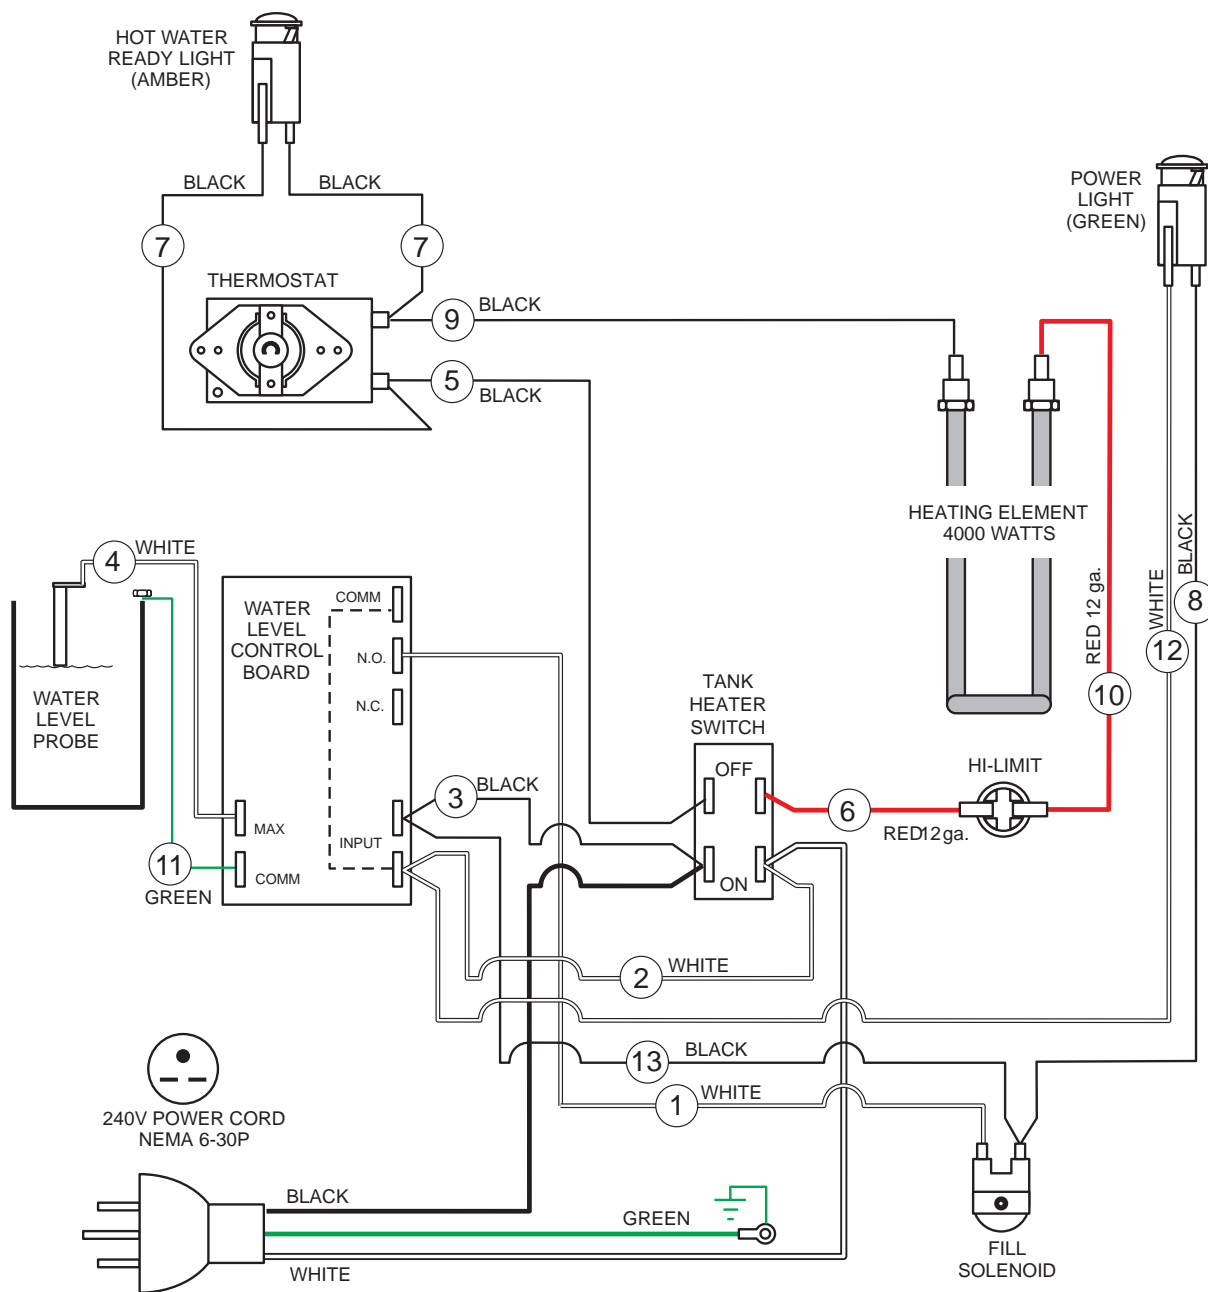 HOT WATER
READY LIGHT
(AMBER)
BLACK
BLACK
7
7
THERMOSTAT
9
BLACK
5
BLACK
POWER
LIGHT
(GREEN)
HEATING ELEMENT
4000 WATTS
BLACK
8
WHITE
12
RED 12 ga.
10
4
WHITE
WATER
LEVEL
PROBE
11
GREEN
WATER
LEVEL
CONTROL
BOARD
COMM
N.O.
N.C.
MAX
INPUT
COMM
3
BLACK
TANK
HEATER
SWITCH
OFF
ON
HI-LIMIT
6
RED12 ga.
2
WHITE
13
BLACK
1
WHITE
240V POWER CORD
NEMA 6-30P
BLACK
GREEN
WHITE
FILL
SOLENOID